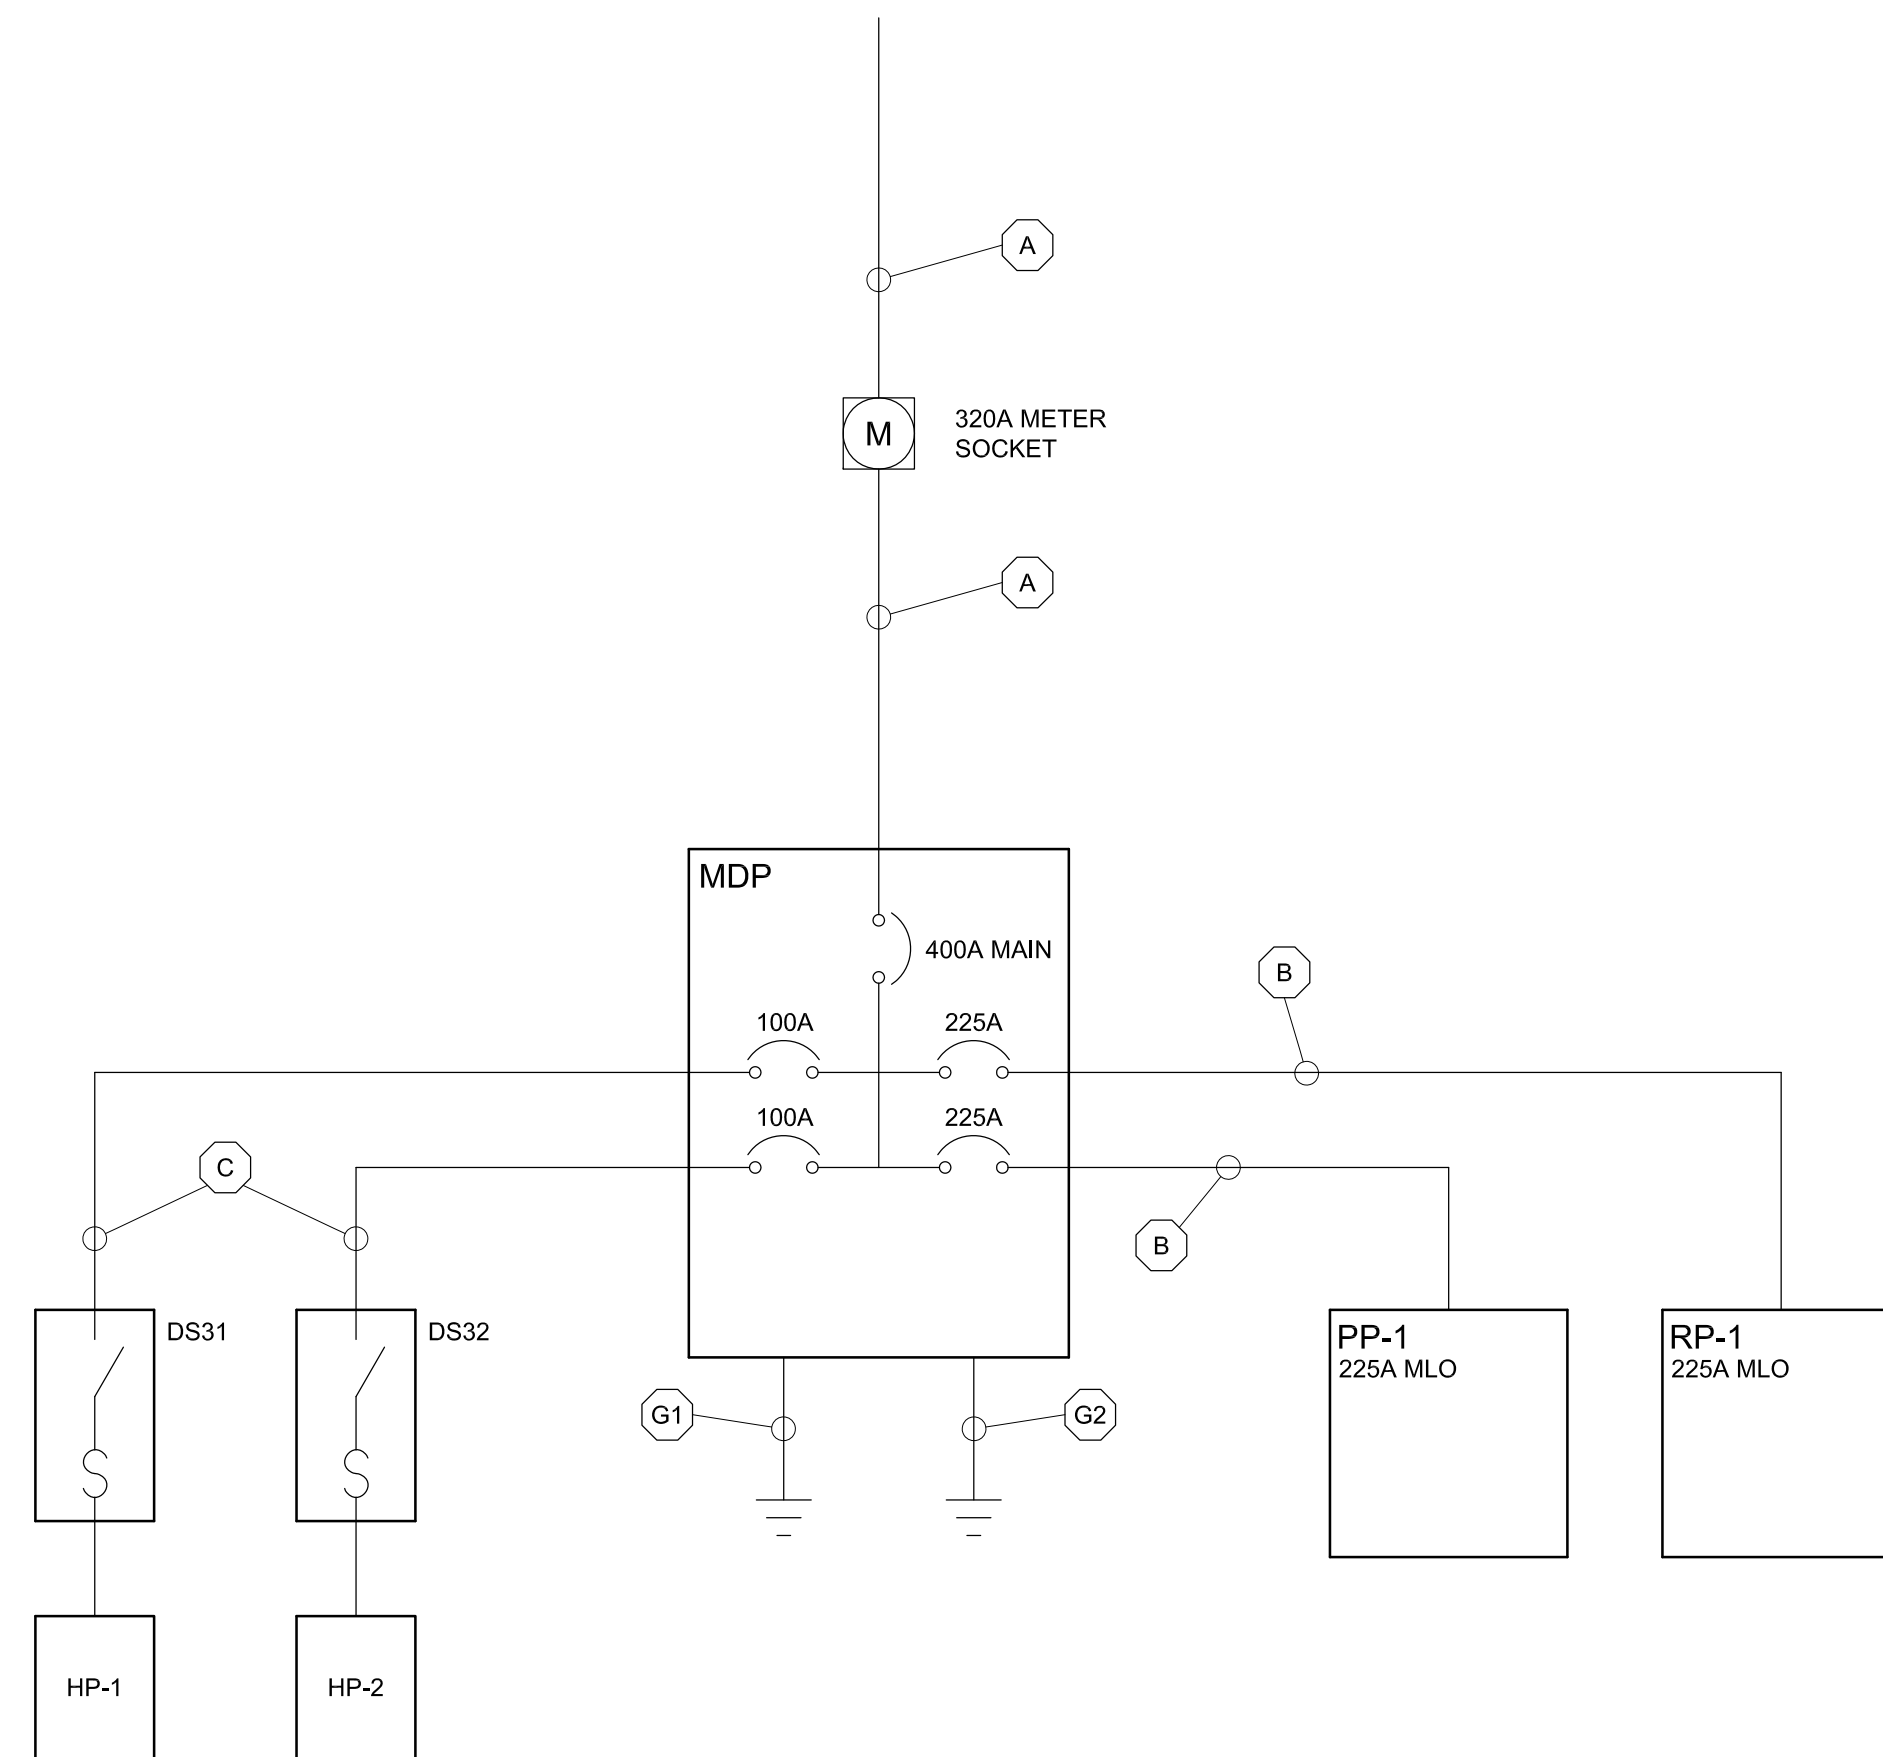 A
M
320A METER
SOCKET
A
MDP
400A MAIN
B
100A
225A
100A
225A
C
B
DS31
DS32
PP-1
225A MLO
RP-1
225A MLO
G1
G2
HP-1
HP-2